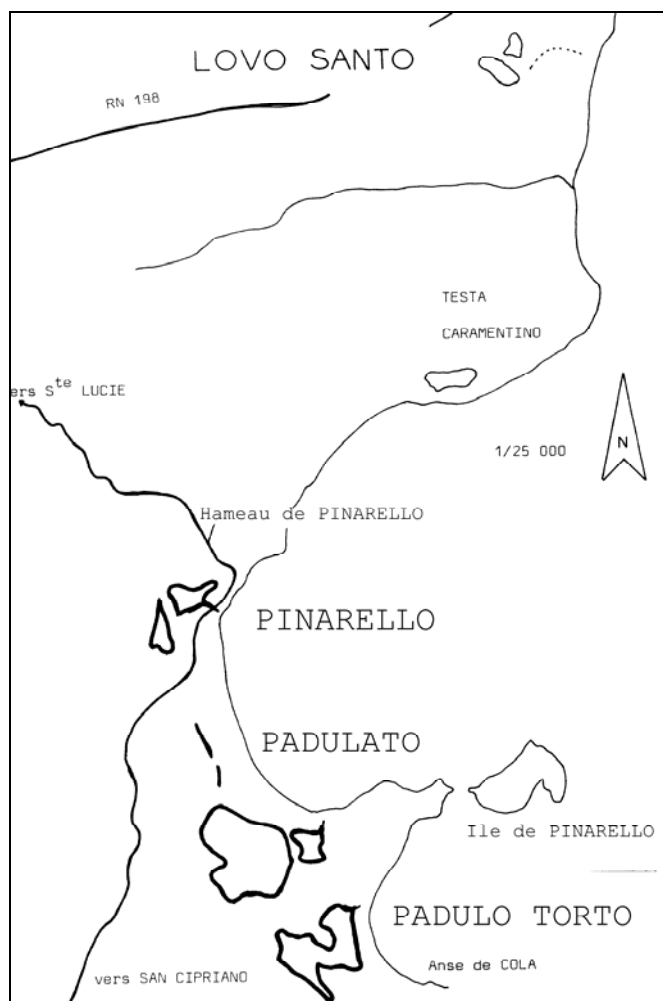 LOVO SANTO
RN 198
TESTA
CARAMENTINO
ers Ste LUCIE
N
1/25 000
Hameau de PINARELLO
PINARELLO
PADULATO
Ile de PINARELLO
PADULO TORTO
Anse de COLA
vers SAN CIPRIANO